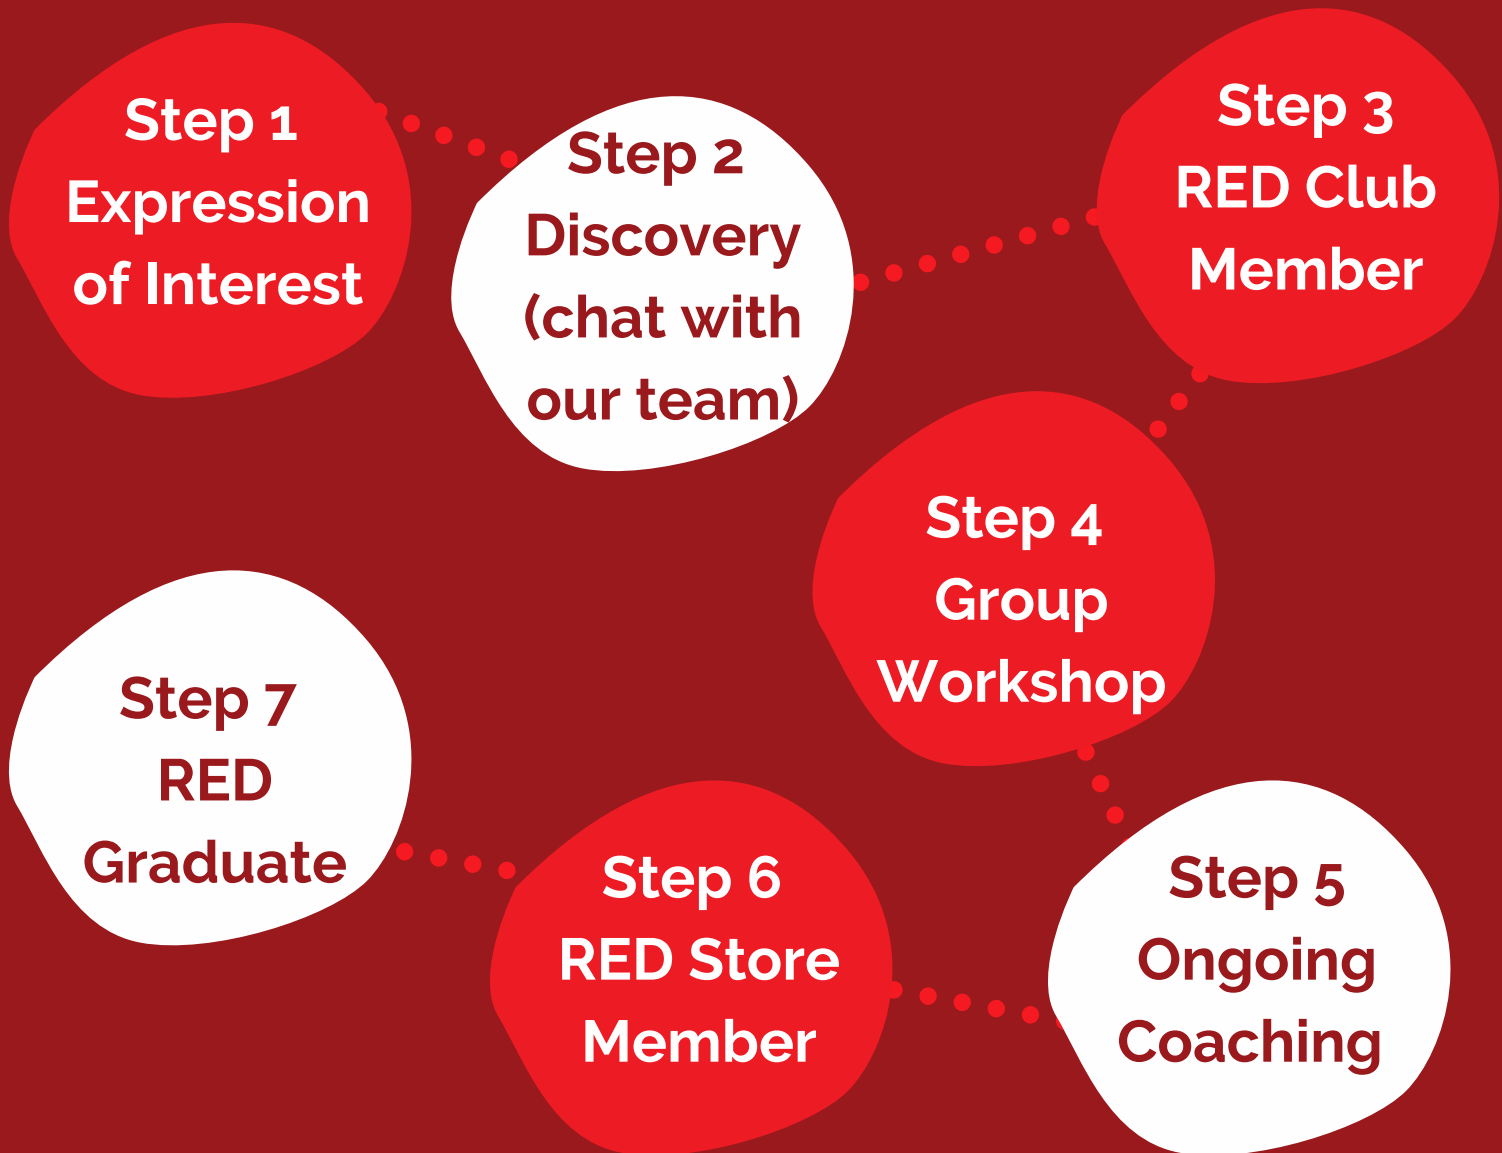 Step 1
Expression
of Interest
Step 2
Discovery
(chat with
our team)
Step 3
RED Club
Member
Step 4
Group
Workshop
Step 5
Ongoing
Coaching
Step 6
RED Store
Member
Step 7
RED
Graduate